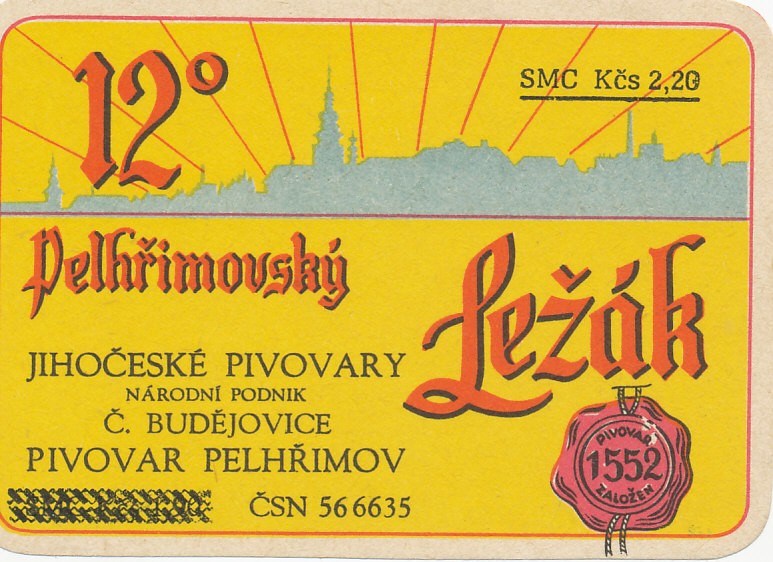 12°
SMC Kčs 2,20
Pelhřimovský
Ležák
JIHOČESKÉ PIVOVARY
NÁRODNÍ PODNIK
Č. BUDĚJOVICE
PIVOVAR PELHŘIMOV
ČSN 56 6635
PIVOVAR
1552
ZALOŽEN